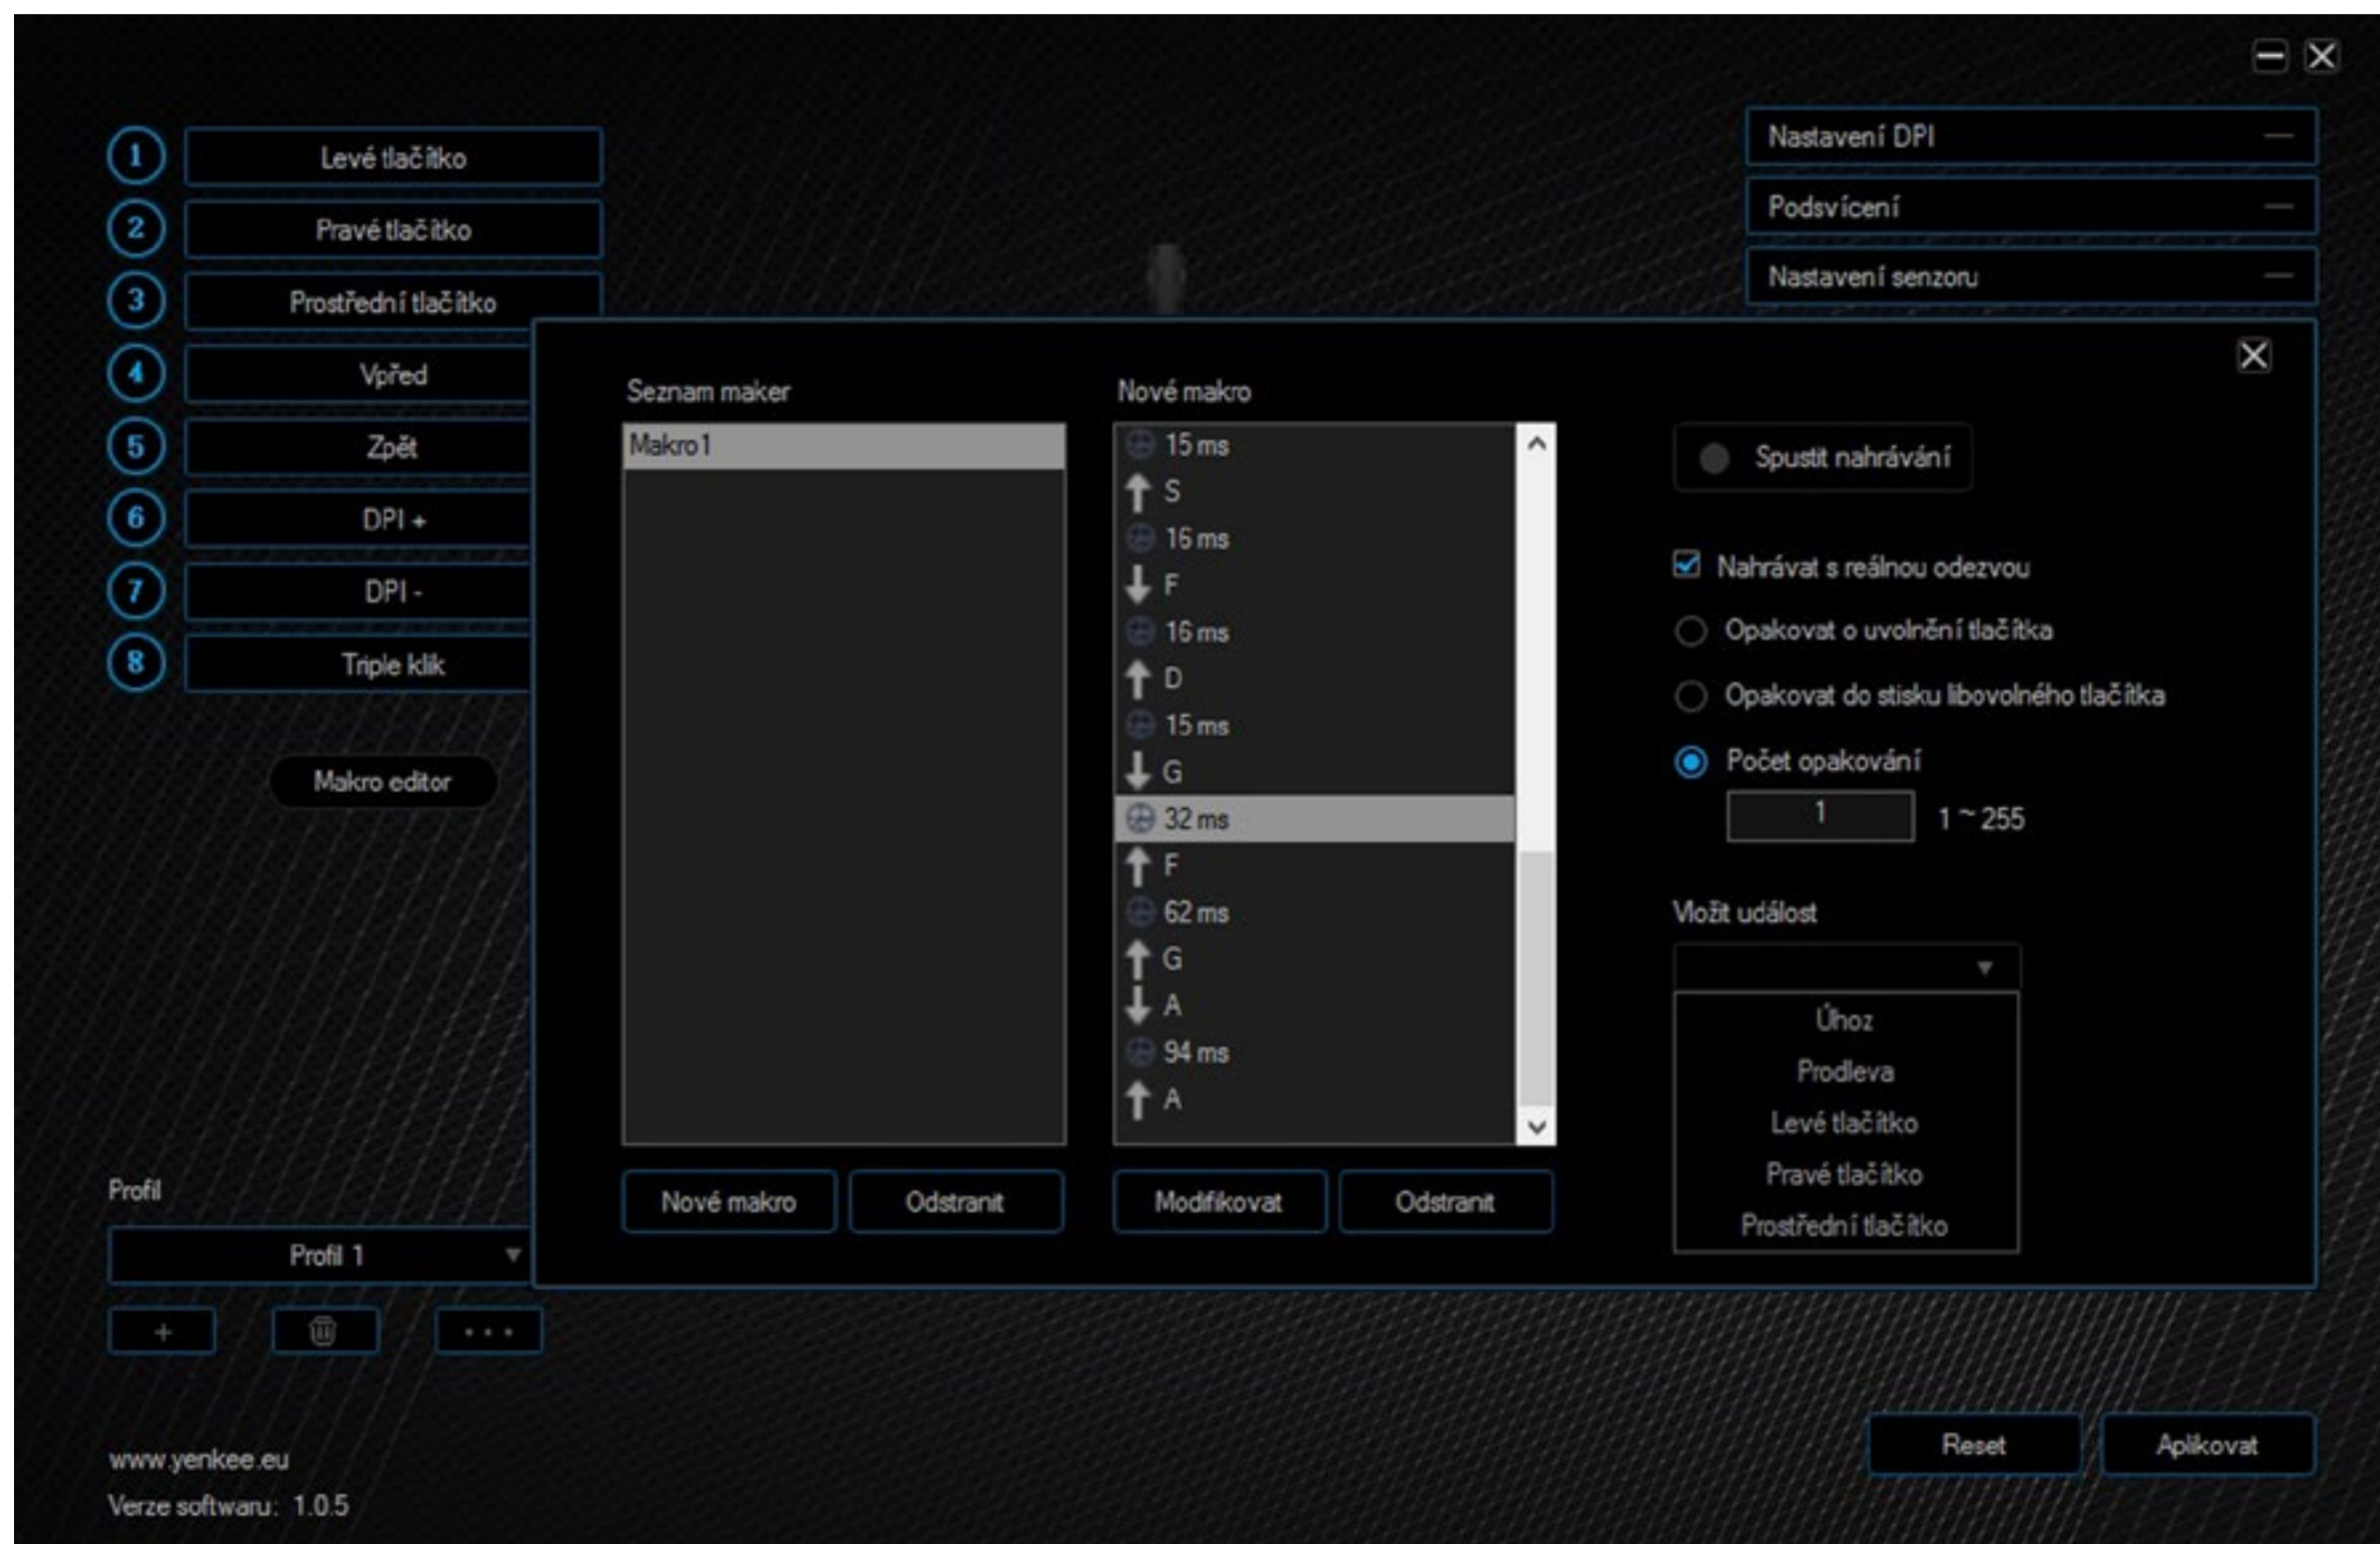 1 Levé tlačítko
2 Pravé tlačítko
3 Prostřední tlačítko
4 Vpřed
5 Zpět
6 DPI +
7 DPI -
8 Triple klik
Makro editor
Profil
Profil 1
+
...
www.yenkee.eu
Verze softwaru: 1.0.5
Nastavení DPI
Podsvícení
Nastavení senzoru
Seznam maker
Makro1
Nové makro
Odstranit
Nové makro
15 ms
S
16 ms
F
16 ms
D
15 ms
G
32 ms
F
62 ms
G
A
94 ms
A
Modifikovat
Odstranit
Spustit nahrávání
Nahrávat s reálnou odezvou
Opakovat o uvolnění tlačítka
Opakovat do stisku libovolného tlačítka
Počet opakování
1 1 ~ 255
Vložit událost
Úhoz
Prodleva
Levé tlačítko
Pravé tlačítko
Prostřední tlačítko
Reset
Aplikovat